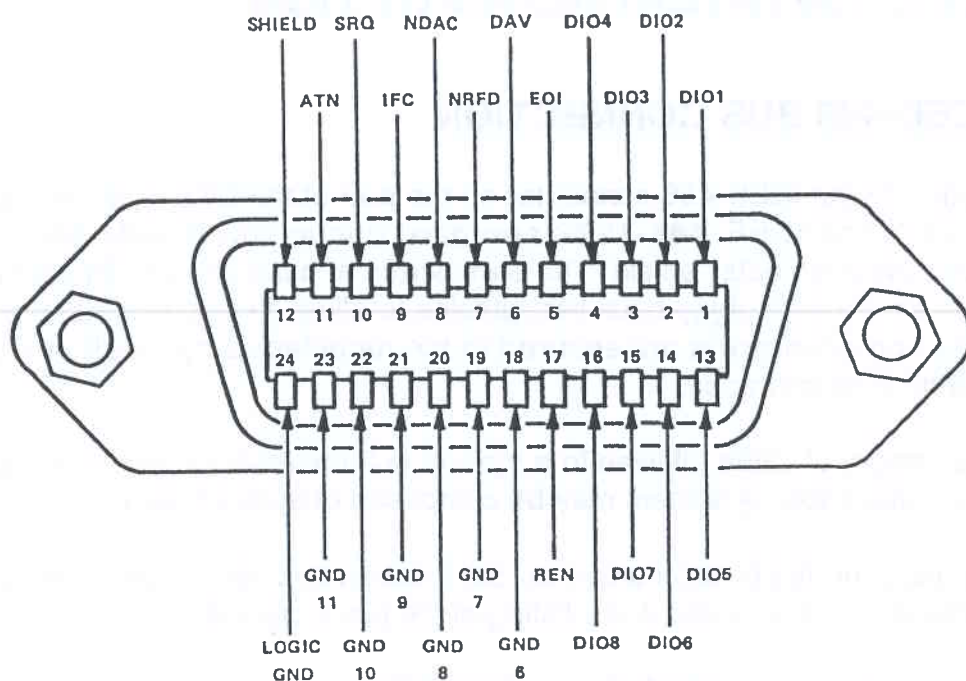 SHIELD SRQ NDAC DAV DIO4 DIO2
ATN IFC NRFD EOI DIO3 DIO1
12 11 10 9 8 7 6 5 4 3 2 1
24 23 22 21 20 19 18 17 16 15 14 13
GND GND GND REN DIO7 DIO5
11 9 7
LOGIC GND GND GND DIO8 DIO6
GND 10 8 6